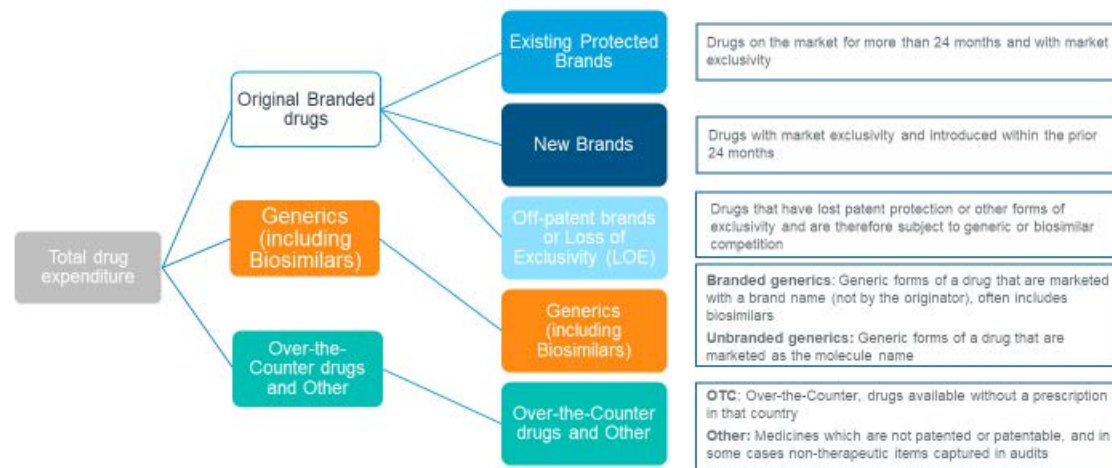 Total drug
expenditure
Original Branded
drugs
Generics
(including
Biosimilars)
Over-the-
Counter drugs
and Other
Existing Protected
Brands
Drugs on the market for more than 24 months and with market
exclusivity
New Brands
Drugs with market exclusivity and introduced within the prior
24 months
Off-patent brands
or Loss of
Exclusivity (LOE)
Drugs that have lost patent protection or other forms of
exclusivity and are therefore subject to generic or biosimilar
competition
Generics
(including
Biosimilars)
Branded generics: Generic forms of a drug that are marketed
with a brand name (not by the originator), often includes
biosimilars
Unbranded generics: Generic forms of a drug that are
marketed as the molecule name
Over-the-Counter
drugs and Other
OTC: Over-the-Counter, drugs available without a prescription
in that country
Other: Medicines which are not patented or patentable, and in
some cases non-therapeutic items captured in audits